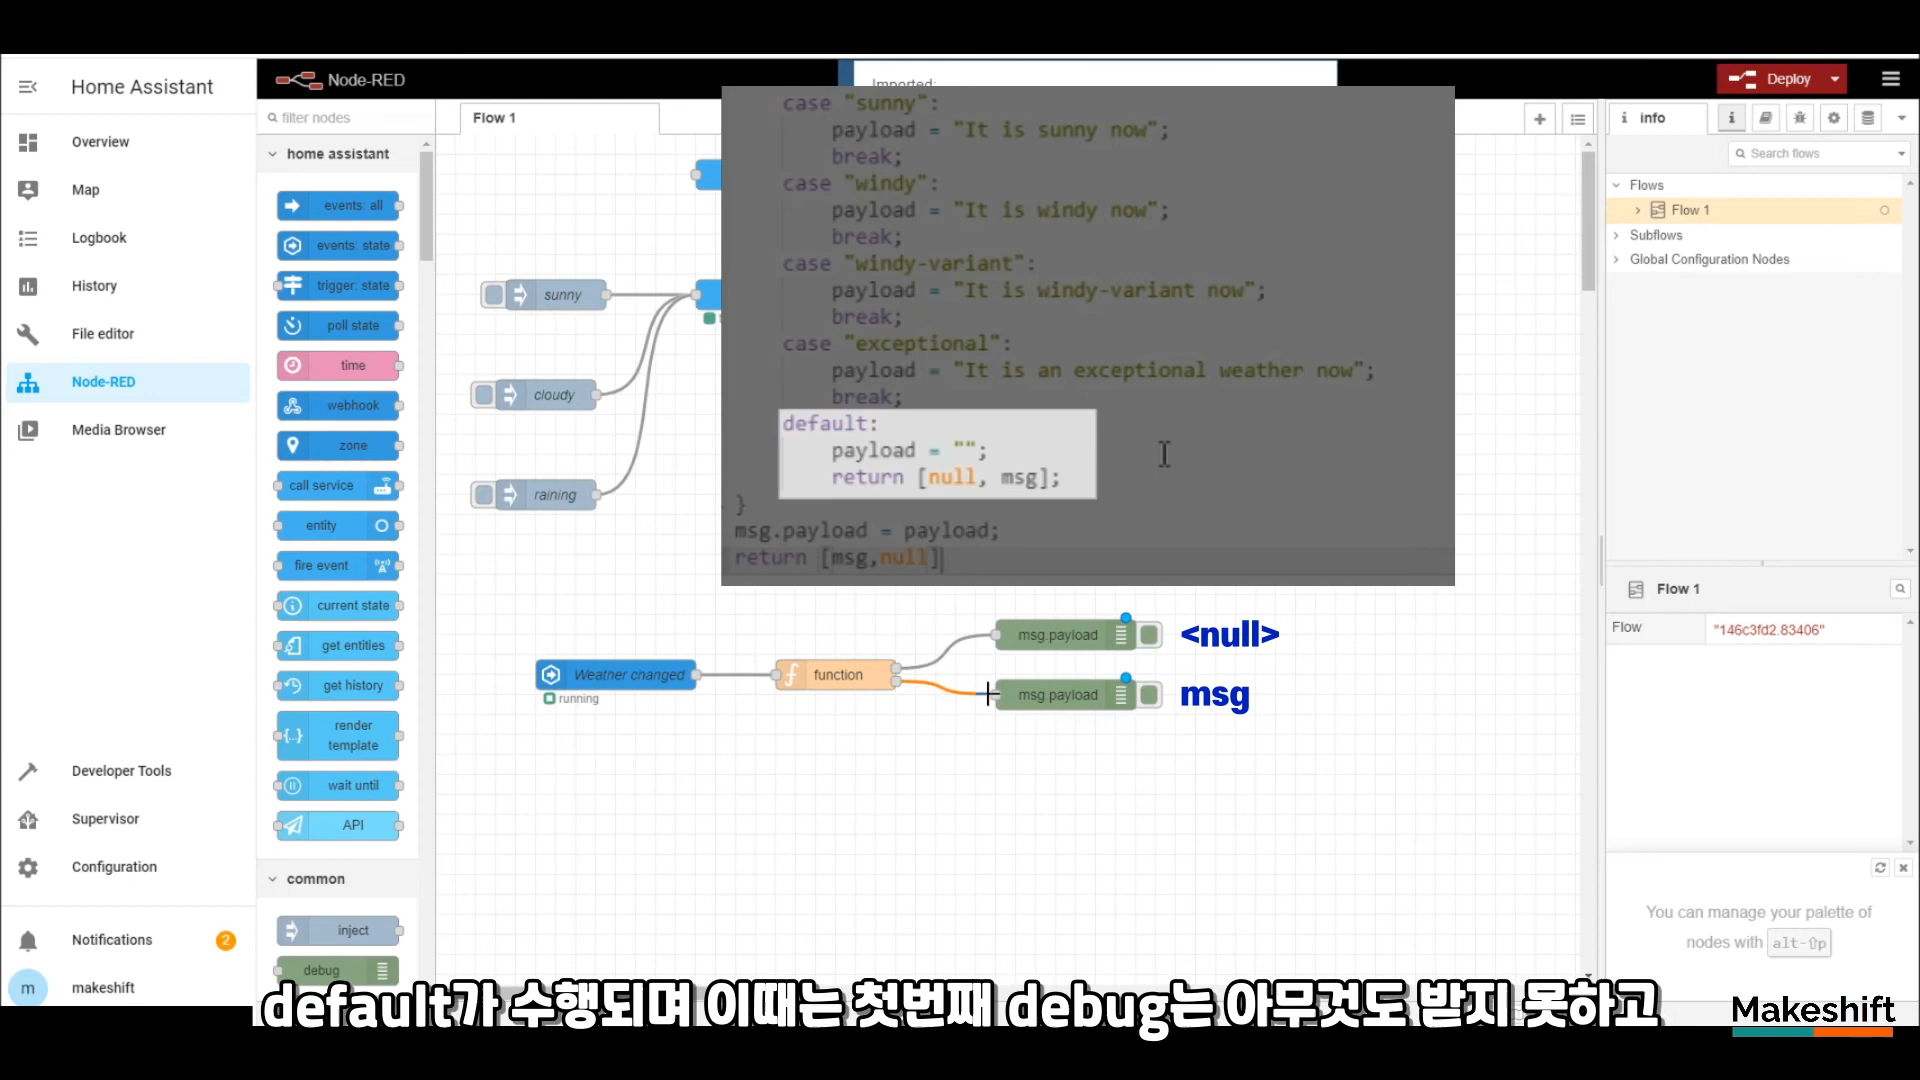 Home Assistant
Overview
Map
Logbook
History
File editor
Node-RED
Media Browser
Developer Tools
Supervisor
Configuration
Notifications
2
m
makeshift
Node-RED
Deploy
filter nodes
home assistant
events: all
events: state
trigger: state
poll state
time
webhook
zone
call service
entity
fire event
current state
get entities
get history
render
template
wait until
API
common
inject
debug
Flow 1
Imported:
sunny
cloudy
raining
case "sunny":
payload = "It is sunny now";
break;
case "windy":
payload = "It is windy now";
break;
case "windy-variant":
payload = "It is windy-variant now";
break;
case "exceptional":
payload = "It is an exceptional weather now";
break;
default:
payload = "";
return [null, msg];
}
msg.payload = payload;
return [msg,null]
Weather changed
running
function
msg.payload
<null>
msg.payload
msg
info
Search flows
Flows
Flow 1
Subflows
Global Configuration Nodes
Flow 1
Flow
"146c3fd2.83406"
You can manage your palette of
nodes with alt-⇧p
default가 수행되며 이때는 첫번째 debug는 아무것도 받지 못하고
Makeshift